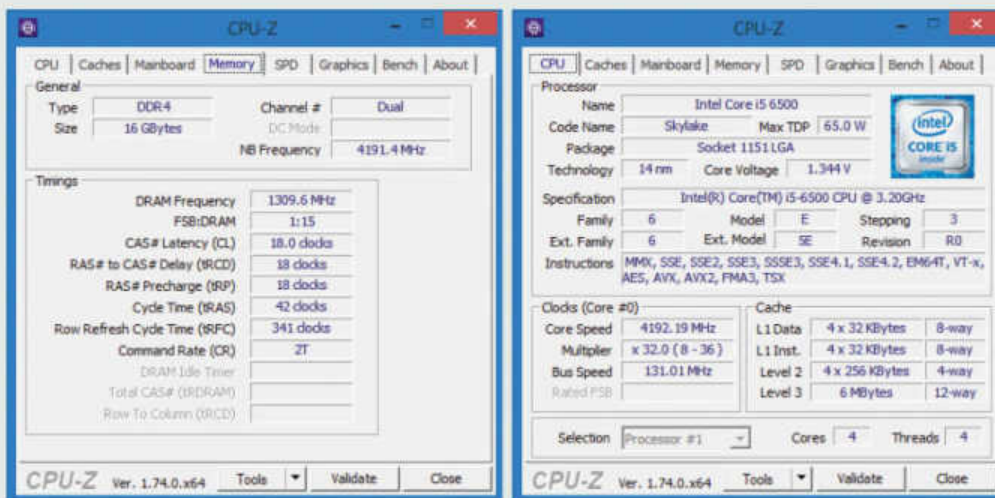 CPU-Z
CPU Caches Mainboard Memory SPD Graphics Bench About
General
Type DDR4 Channel # Dual
Size 16 GBytes DC Mode
NB Frequency 4191.4 MHz
Timings
DRAM Frequency 1309.6 MHz
FSB:DRAM 1:15
CAS# Latency (CL) 18.0 clocks
RAS# to CAS# Delay (tRCD) 18 clocks
RAS# Precharge (tRP) 18 clocks
Cycle Time (tRAS) 42 clocks
Row Refresh Cycle Time (tRFC) 341 clocks
Command Rate (CR) 2T
DRAM Idle Timer
Total CAS# (tRDRAM)
Row To Column (tRCD)
CPU-Z Ver. 1.74.0.x64 Tools Validate Close
CPU-Z
CPU Caches Mainboard Memory SPD Graphics Bench About
Processor
Name Intel Core i5 6500
Code Name Skylake Max TDP 65.0 W
Package Socket 1151 LGA
Technology 14 nm Core Voltage 1.344 V
intel
CORE i5
inside
Specification Intel(R) Core(TM) i5-6500 CPU @ 3.20GHz
Family 6 Model E Stepping 3
Ext. Family 6 Ext. Model 5E Revision R0
Instructions MMX, SSE, SSE2, SSE3, SSSE3, SSE4.1, SSE4.2, EM64T, VT-x,
AES, AVX, AVX2, FMA3, TSX
Clocks (Core #0)
Core Speed 4192.19 MHz
Multiplier x 32.0 ( 8 - 36 )
Bus Speed 131.01 MHz
Rated FSB
Cache
L1 Data 4 x 32 KBytes 8-way
L1 Inst. 4 x 32 KBytes 8-way
Level 2 4 x 256 KBytes 4-way
Level 3 6 MBytes 12-way
Selection Processor #1 Cores 4 Threads 4
CPU-Z Ver. 1.74.0.x64 Tools Validate Close